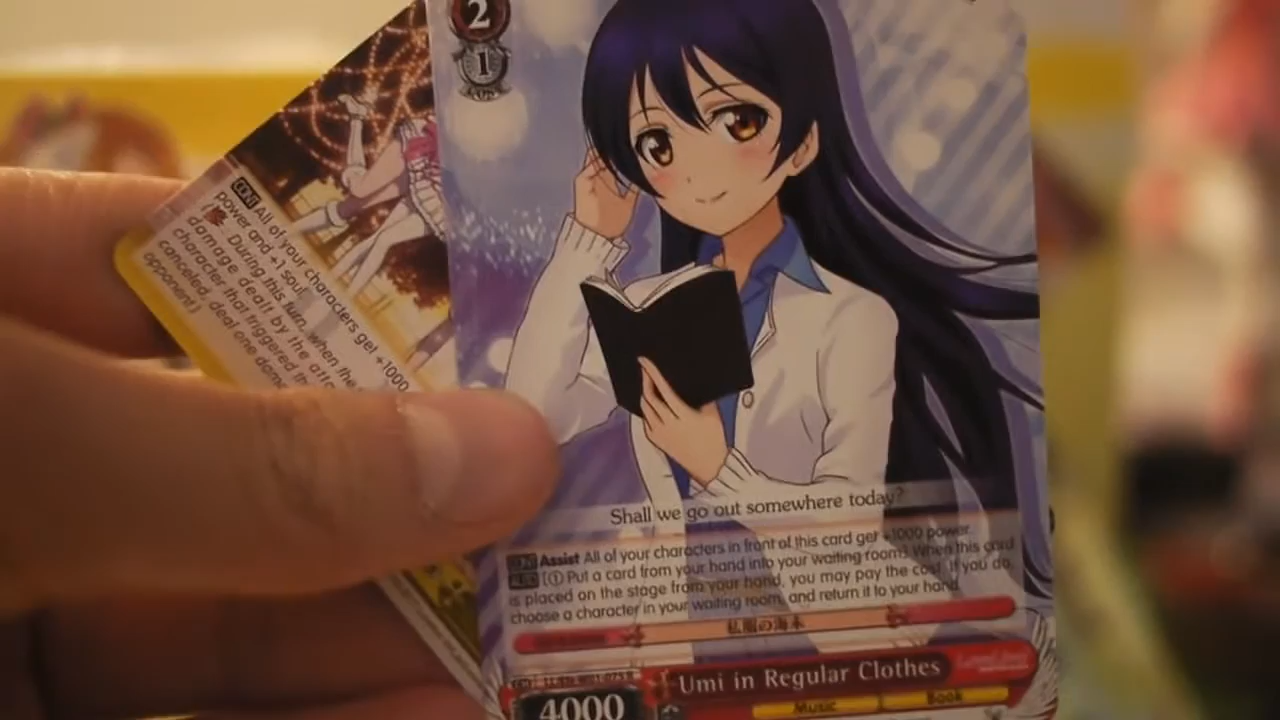 2
1
CONT All of your characters get +1000
power and +1 soul
During this turn, when the
damage dealt by the
character that triggered
canceled, deal one
opponent)
Shall we go out somewhere today?
CONT Assist All of your characters in front of this card get +1000 power.
AUTO [① Put a card from your hand into your waiting room] When this card
is placed on the stage from your hand, you may pay the cost. If you do,
choose a character in your waiting room, and return it to your hand.
私服の海未
Umi in Regular Clothes
4000
Music Book